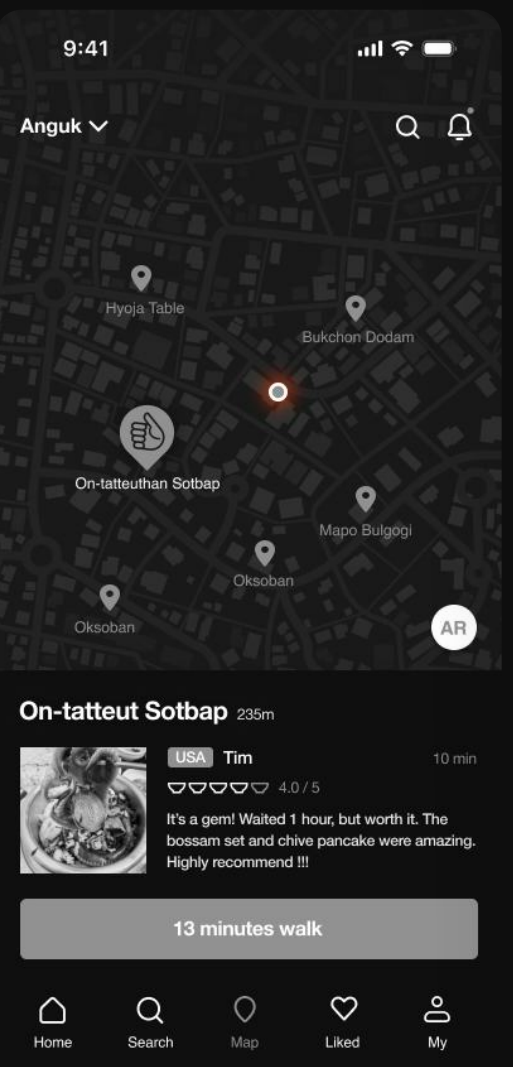 9:41
Anguk
Hyoja Table
Bukchon Dodam
On-tatteuthan Sotbap
Mapo Bulgogi
Oksoban
Oksoban
AR
On-tatteut Sotbap 235m
USA Tim 10 min
4.0 / 5
It's a gem! Waited 1 hour, but worth it. The
bossam set and chive pancake were amazing.
Highly recommend !!!
13 minutes walk
Home Search Map Liked My